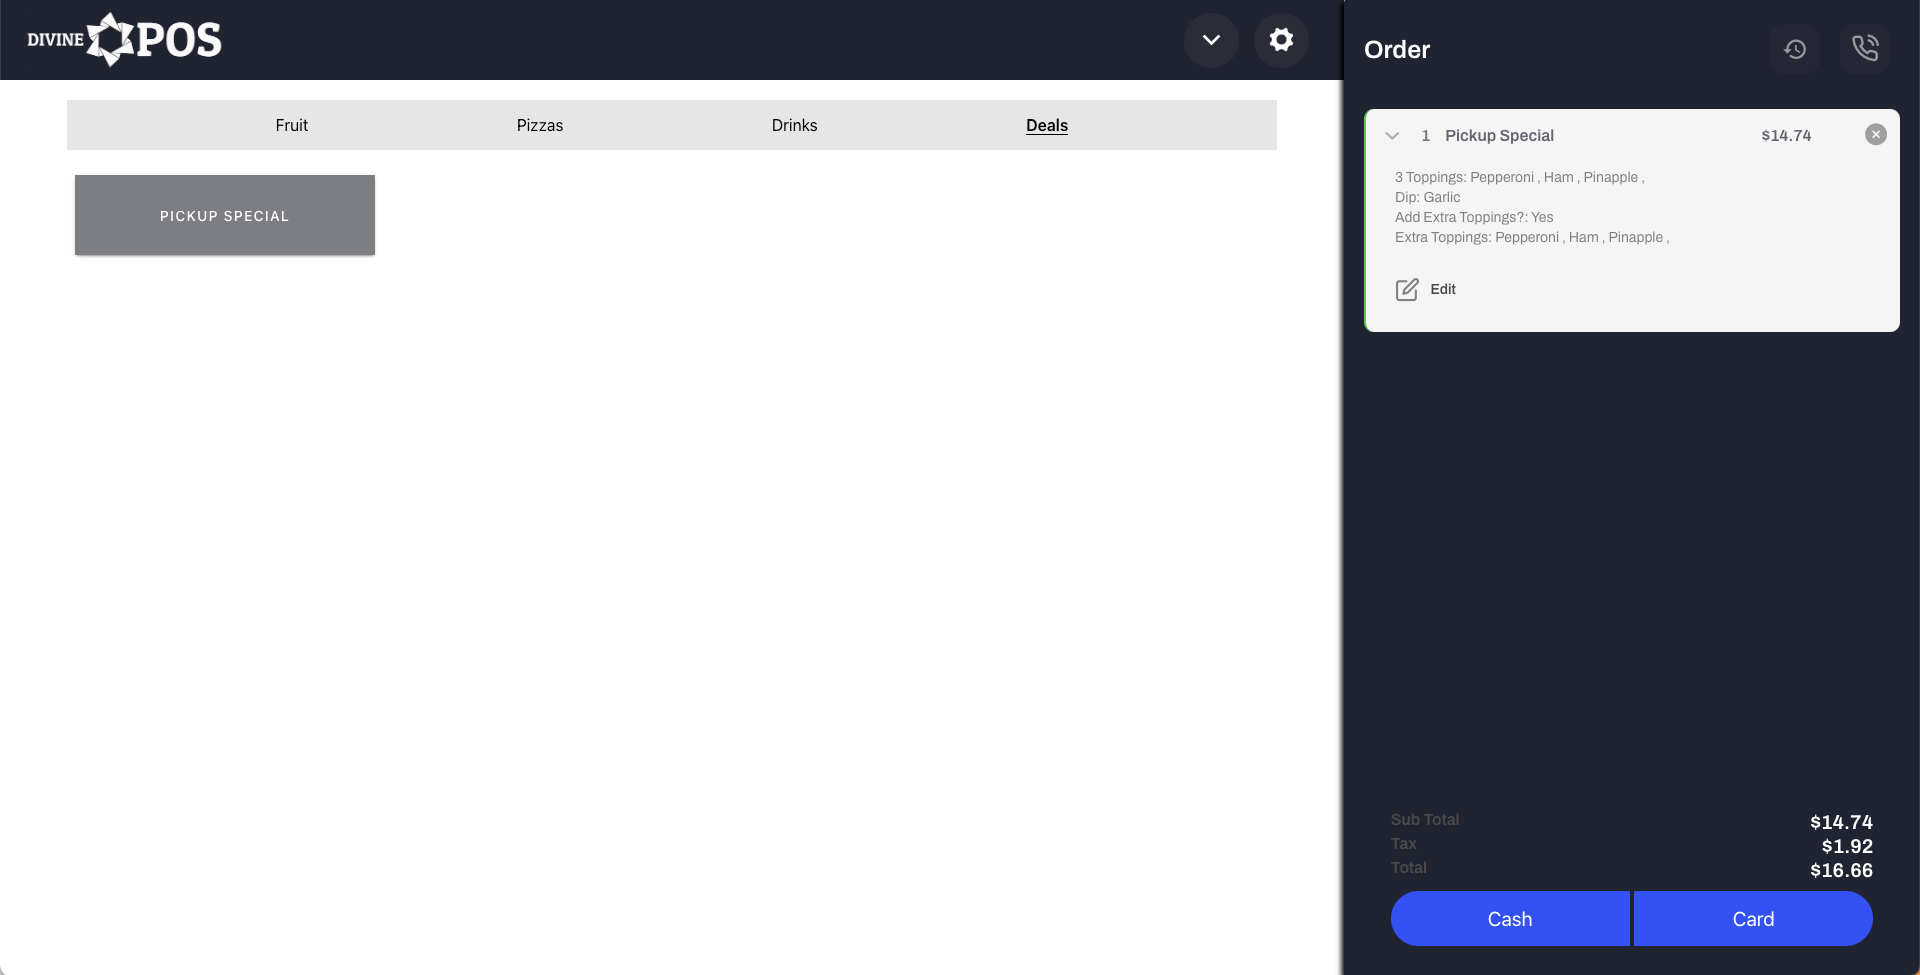 DIVINE POS
Fruit Pizzas Drinks Deals
PICKUP SPECIAL
Order
1 Pickup Special $14.74
3 Toppings: Pepperoni , Ham , Pinapple ,
Dip: Garlic
Add Extra Toppings?: Yes
Extra Toppings: Pepperoni , Ham , Pinapple ,
Edit
Sub Total $14.74
Tax $1.92
Total $16.66
Cash Card